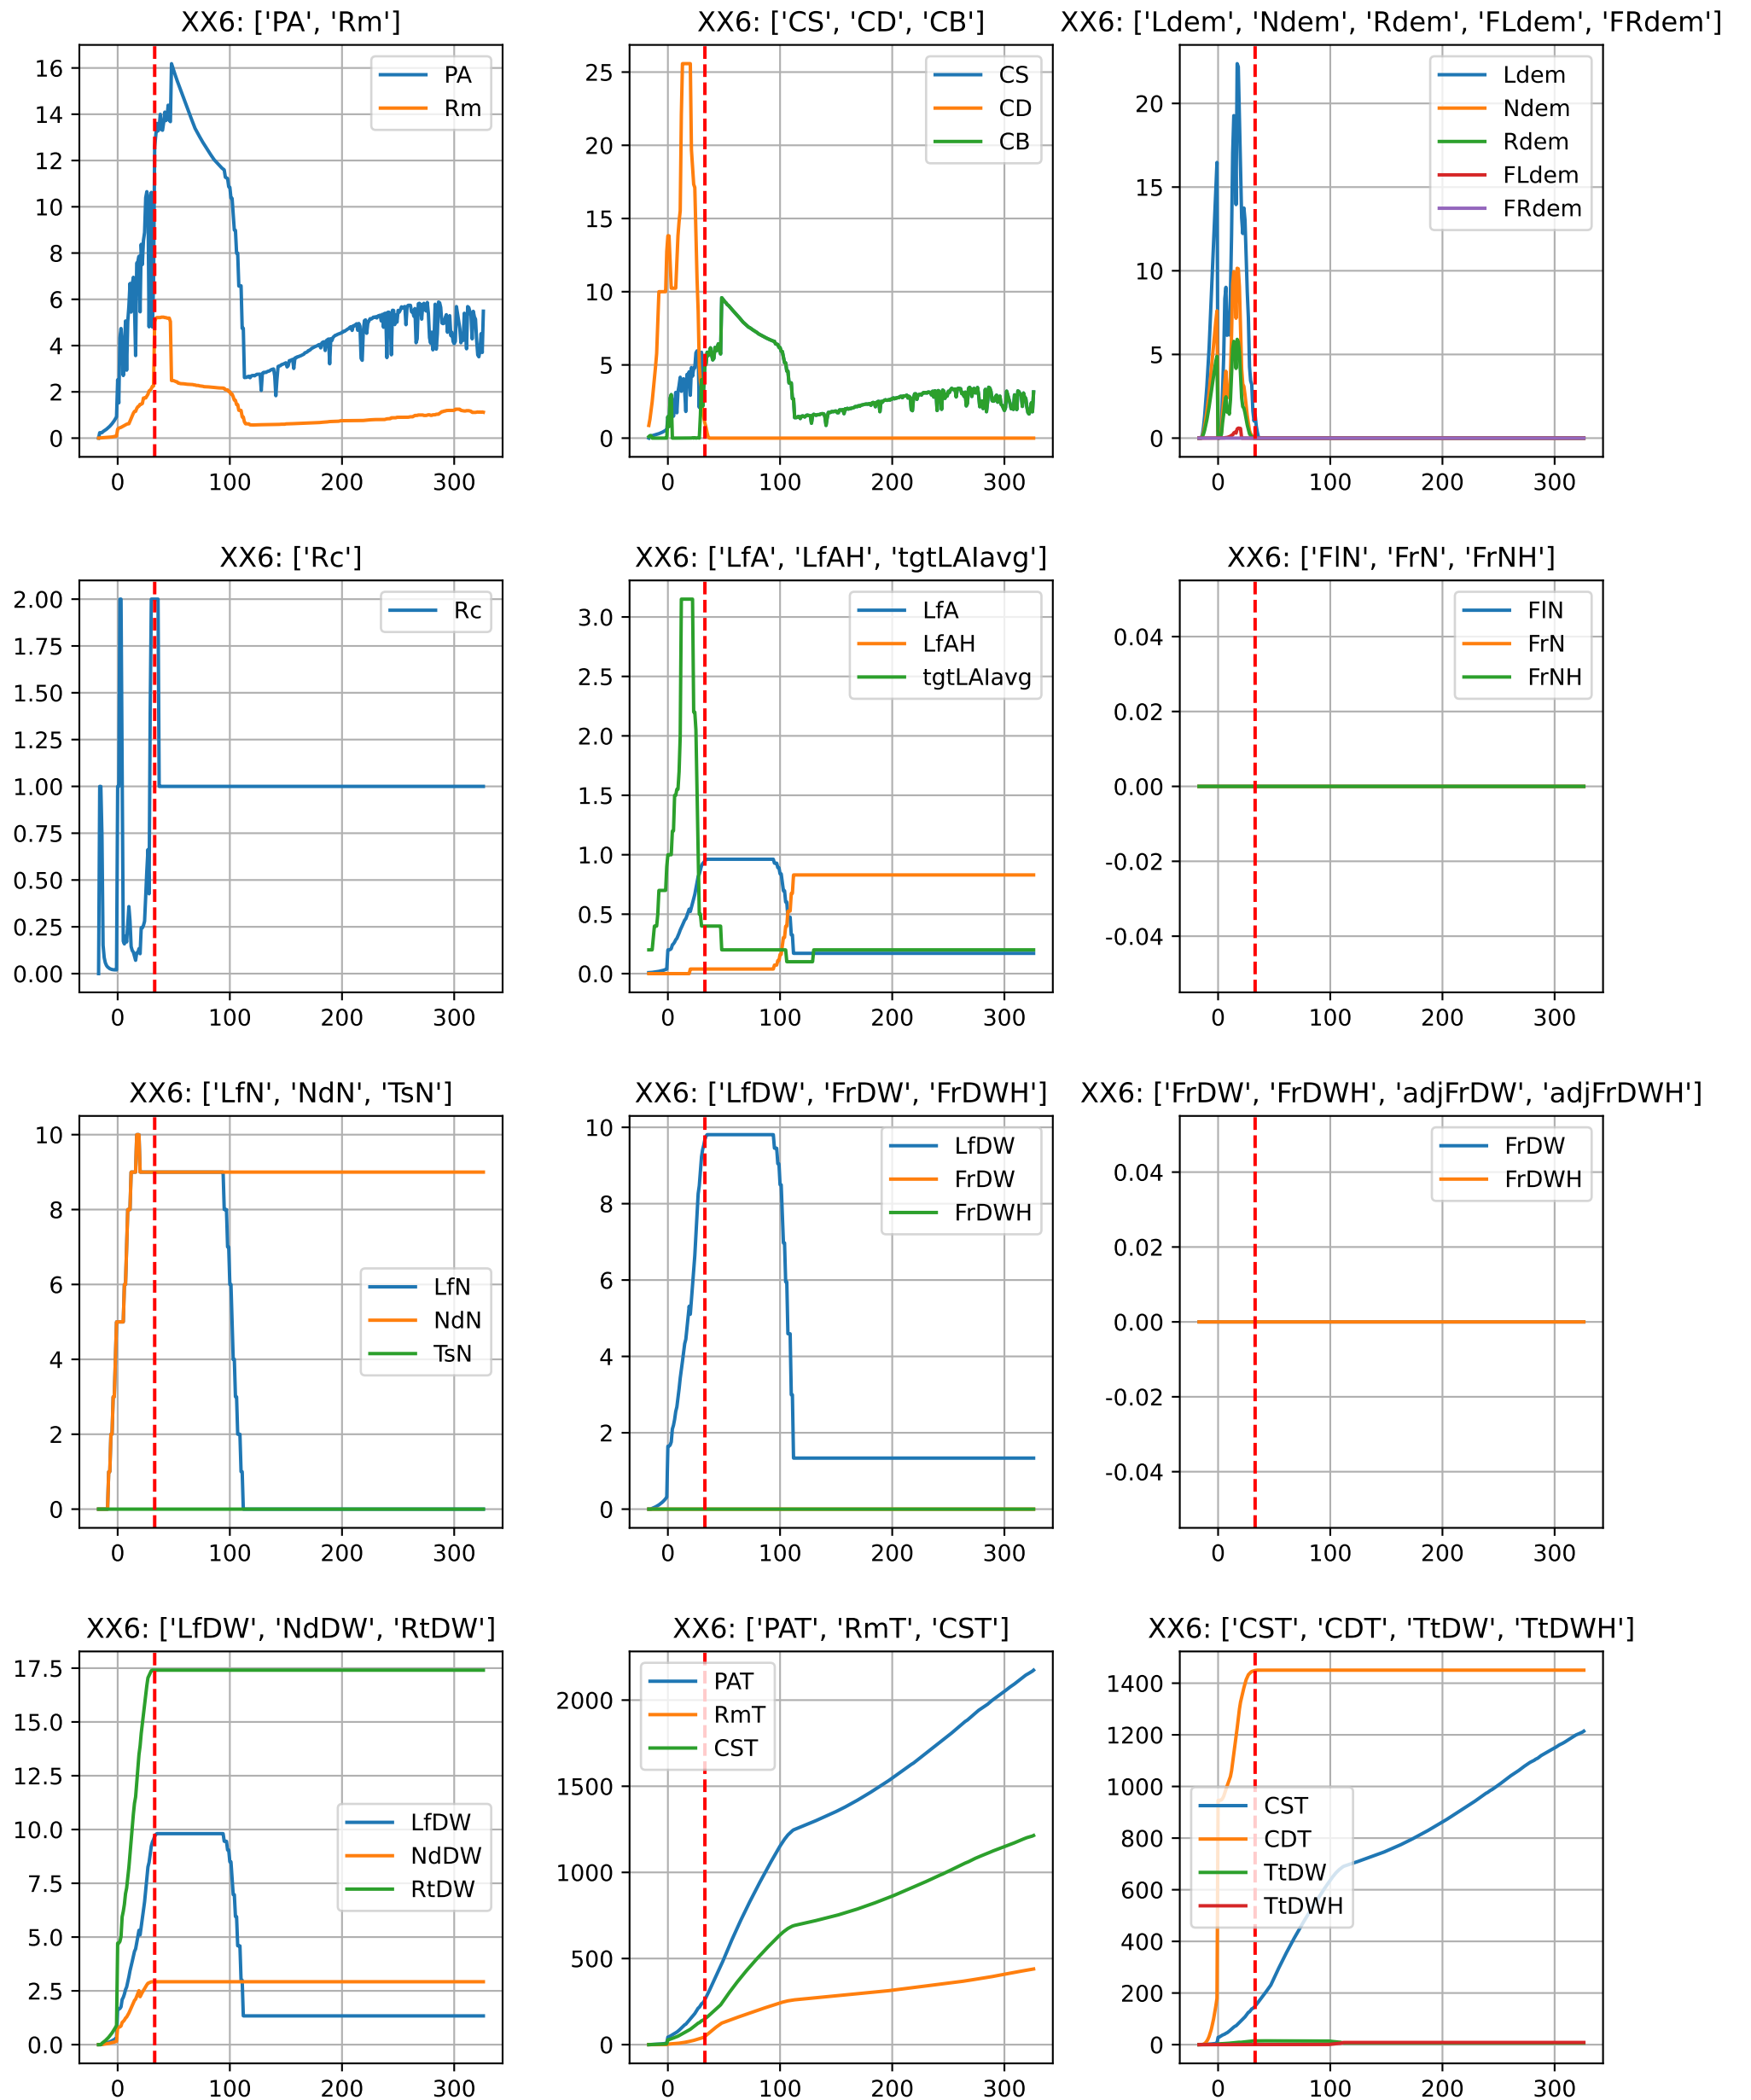 XX6: ['PA', 'Rm']
16
14
12
10
8
6
4
2
0
0 100 200 300
PA
Rm
XX6: ['CS', 'CD', 'CB']
25
20
15
10
5
0
0 100 200 300
CS
CD
CB
XX6: ['Ldem', 'Ndem', 'Rdem', 'FLdem', 'FRdem']
20
15
10
5
0
0 100 200 300
Ldem
Ndem
Rdem
FLdem
FRdem
XX6: ['Rc']
2.00
1.75
1.50
1.25
1.00
0.75
0.50
0.25
0.00
0 100 200 300
Rc
XX6: ['LfA', 'LfAH', 'tgtLAIavg']
3.0
2.5
2.0
1.5
1.0
0.5
0.0
0 100 200 300
LfA
LfAH
tgtLAIavg
XX6: ['FlN', 'FrN', 'FrNH']
0.04
0.02
0.00
-0.02
-0.04
0 100 200 300
FlN
FrN
FrNH
XX6: ['LfN', 'NdN', 'TsN']
10
8
6
4
2
0
0 100 200 300
LfN
NdN
TsN
XX6: ['LfDW', 'FrDW', 'FrDWH']
10
8
6
4
2
0
0 100 200 300
LfDW
FrDW
FrDWH
XX6: ['FrDW', 'FrDWH', 'adjFrDW', 'adjFrDWH']
0.04
0.02
0.00
-0.02
-0.04
0 100 200 300
FrDW
FrDWH
XX6: ['LfDW', 'NdDW', 'RtDW']
17.5
15.0
12.5
10.0
7.5
5.0
2.5
0.0
0 100 200 300
LfDW
NdDW
RtDW
XX6: ['PAT', 'RmT', 'CST']
2000
1500
1000
500
0
0 100 200 300
PAT
RmT
CST
XX6: ['CST', 'CDT', 'TtDW', 'TtDWH']
1400
1200
1000
800
600
400
200
0
0 100 200 300
CST
CDT
TtDW
TtDWH